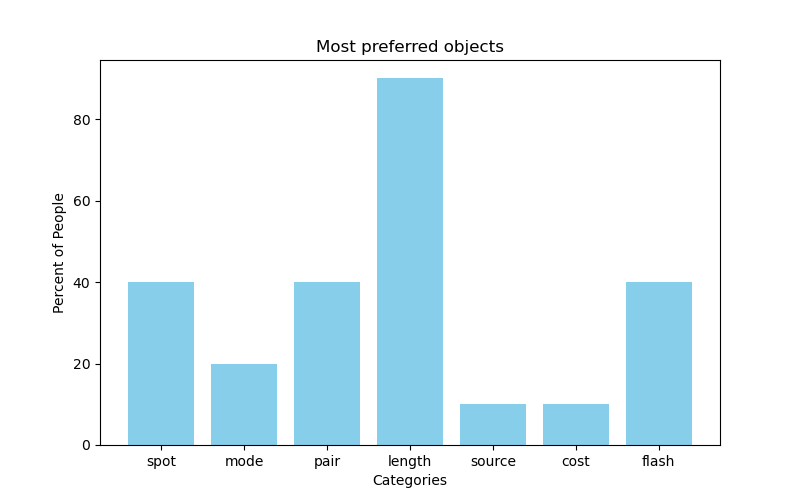 Most preferred objects
Percent of People
80
60
40
20
0
spot mode pair length source cost flash
Categories